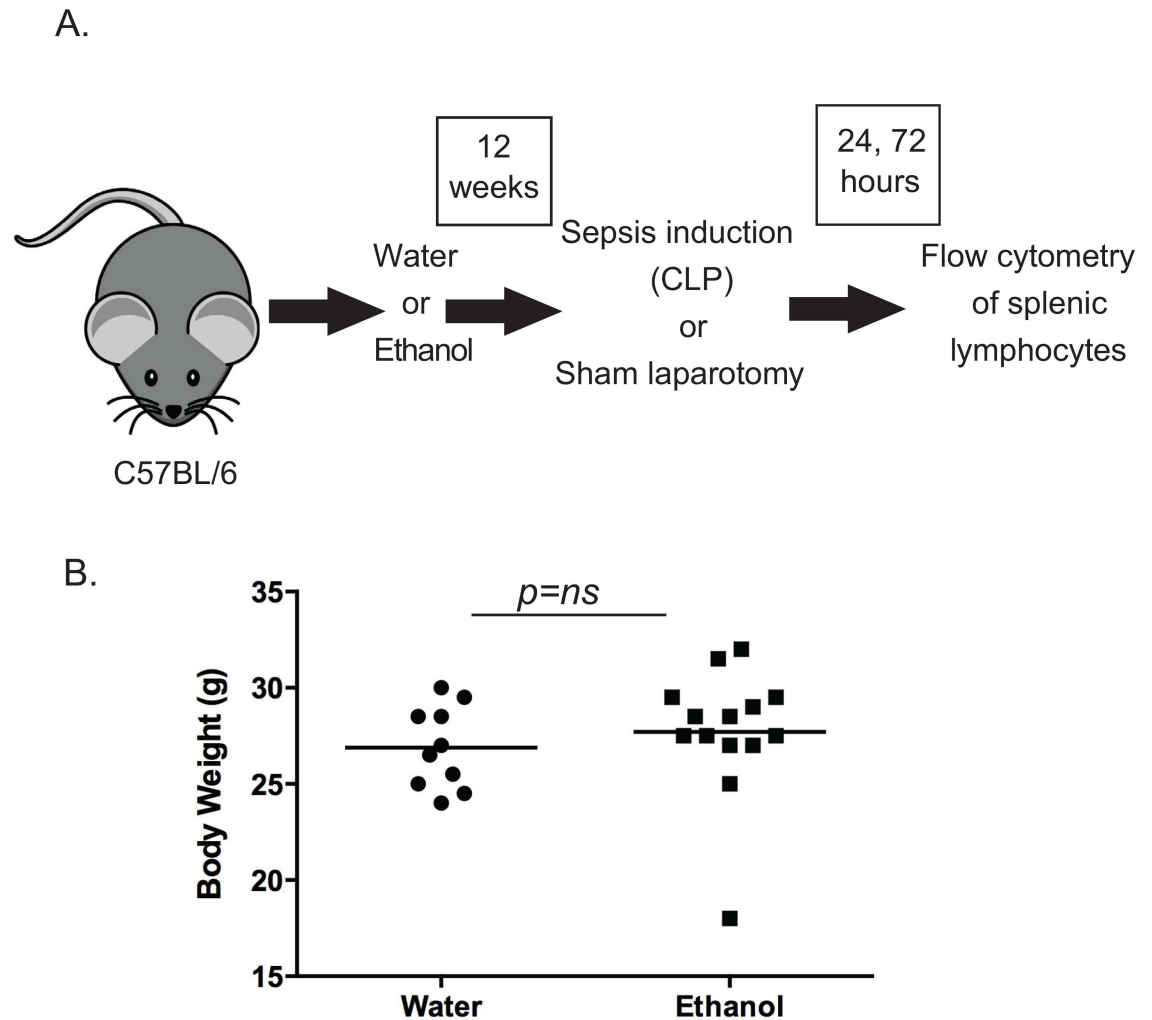 A.
12
weeks
24, 72
hours
Water
or
Ethanol
Sepsis induction
(CLP)
or
Sham laparotomy
Flow cytometry
of splenic
lymphocytes
C57BL/6
B.
p=ns
Body Weight (g)
35
30
25
20
15
Water
Ethanol